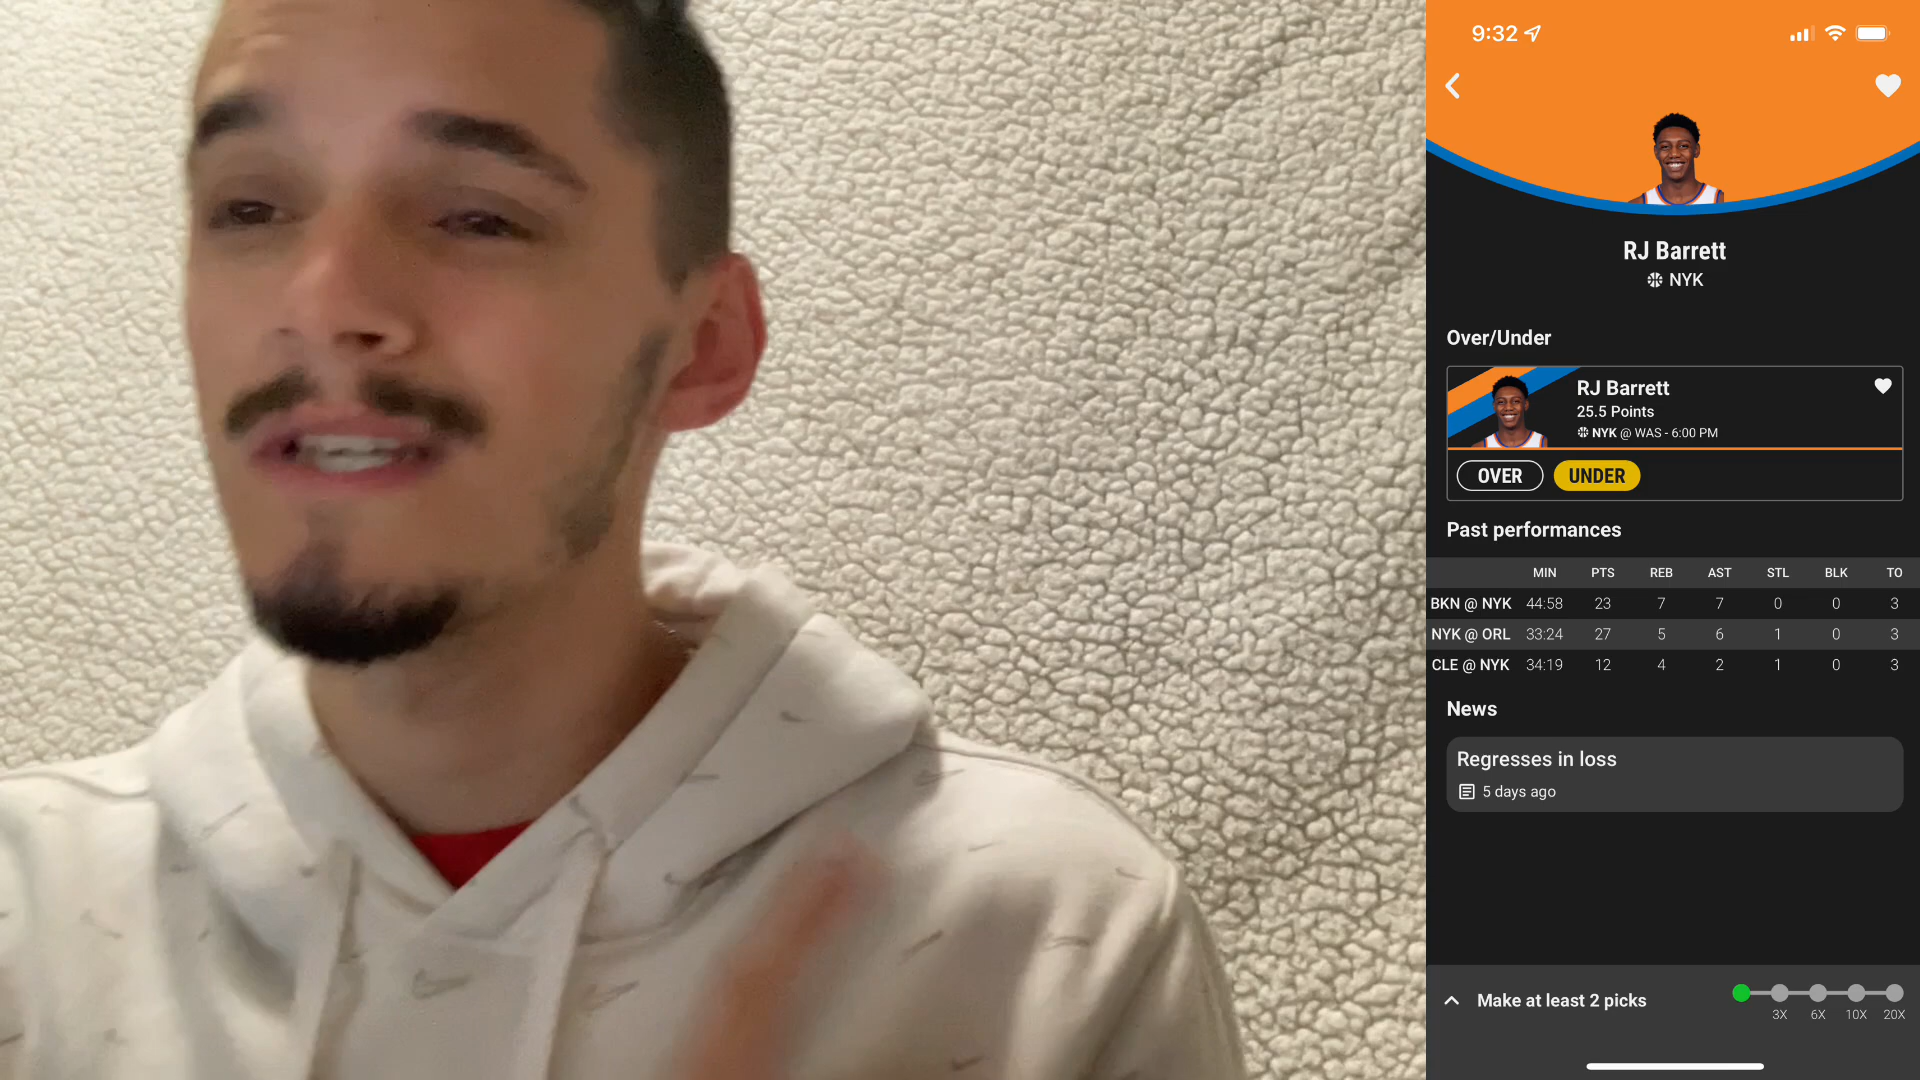 9:32
RJ Barrett
NYK
Over/Under
RJ Barrett
25.5 Points
NYK @ WAS - 6:00 PM
OVER UNDER
Past performances
MIN PTS REB AST STL BLK TO
BKN @ NYK 44:58 23 7 7 0 0 3
NYK @ ORL 33:24 27 5 6 1 0 3
CLE @ NYK 34:19 12 4 2 1 0 3
News
Regresses in loss
5 days ago
Make at least 2 picks
3X 6X 10X 20X